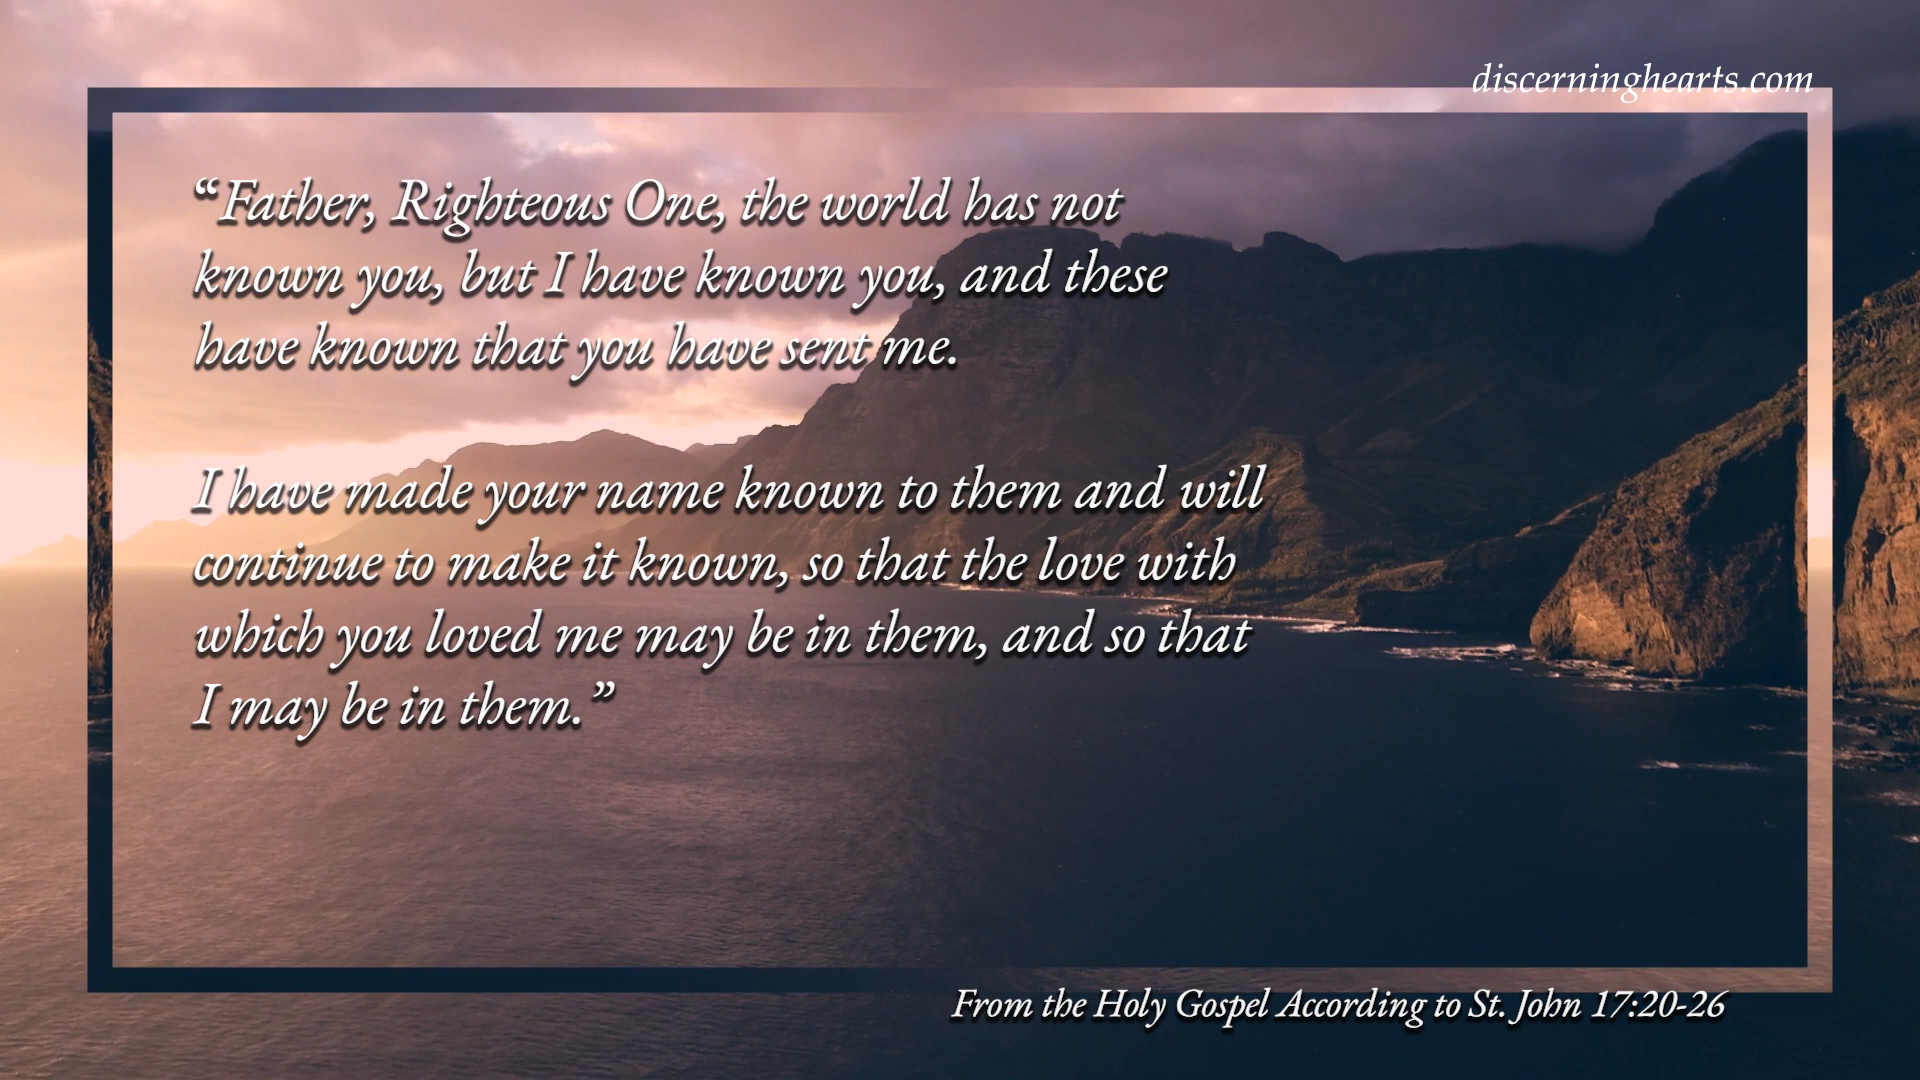 discerninghearts.com
“Father, Righteous One, the world has not
known you, but I have known you, and these
have known that you have sent me.
I have made your name known to them and will
continue to make it known, so that the love with
which you loved me may be in them, and so that
I may be in them.”
From the Holy Gospel According to St. John 17:20-26